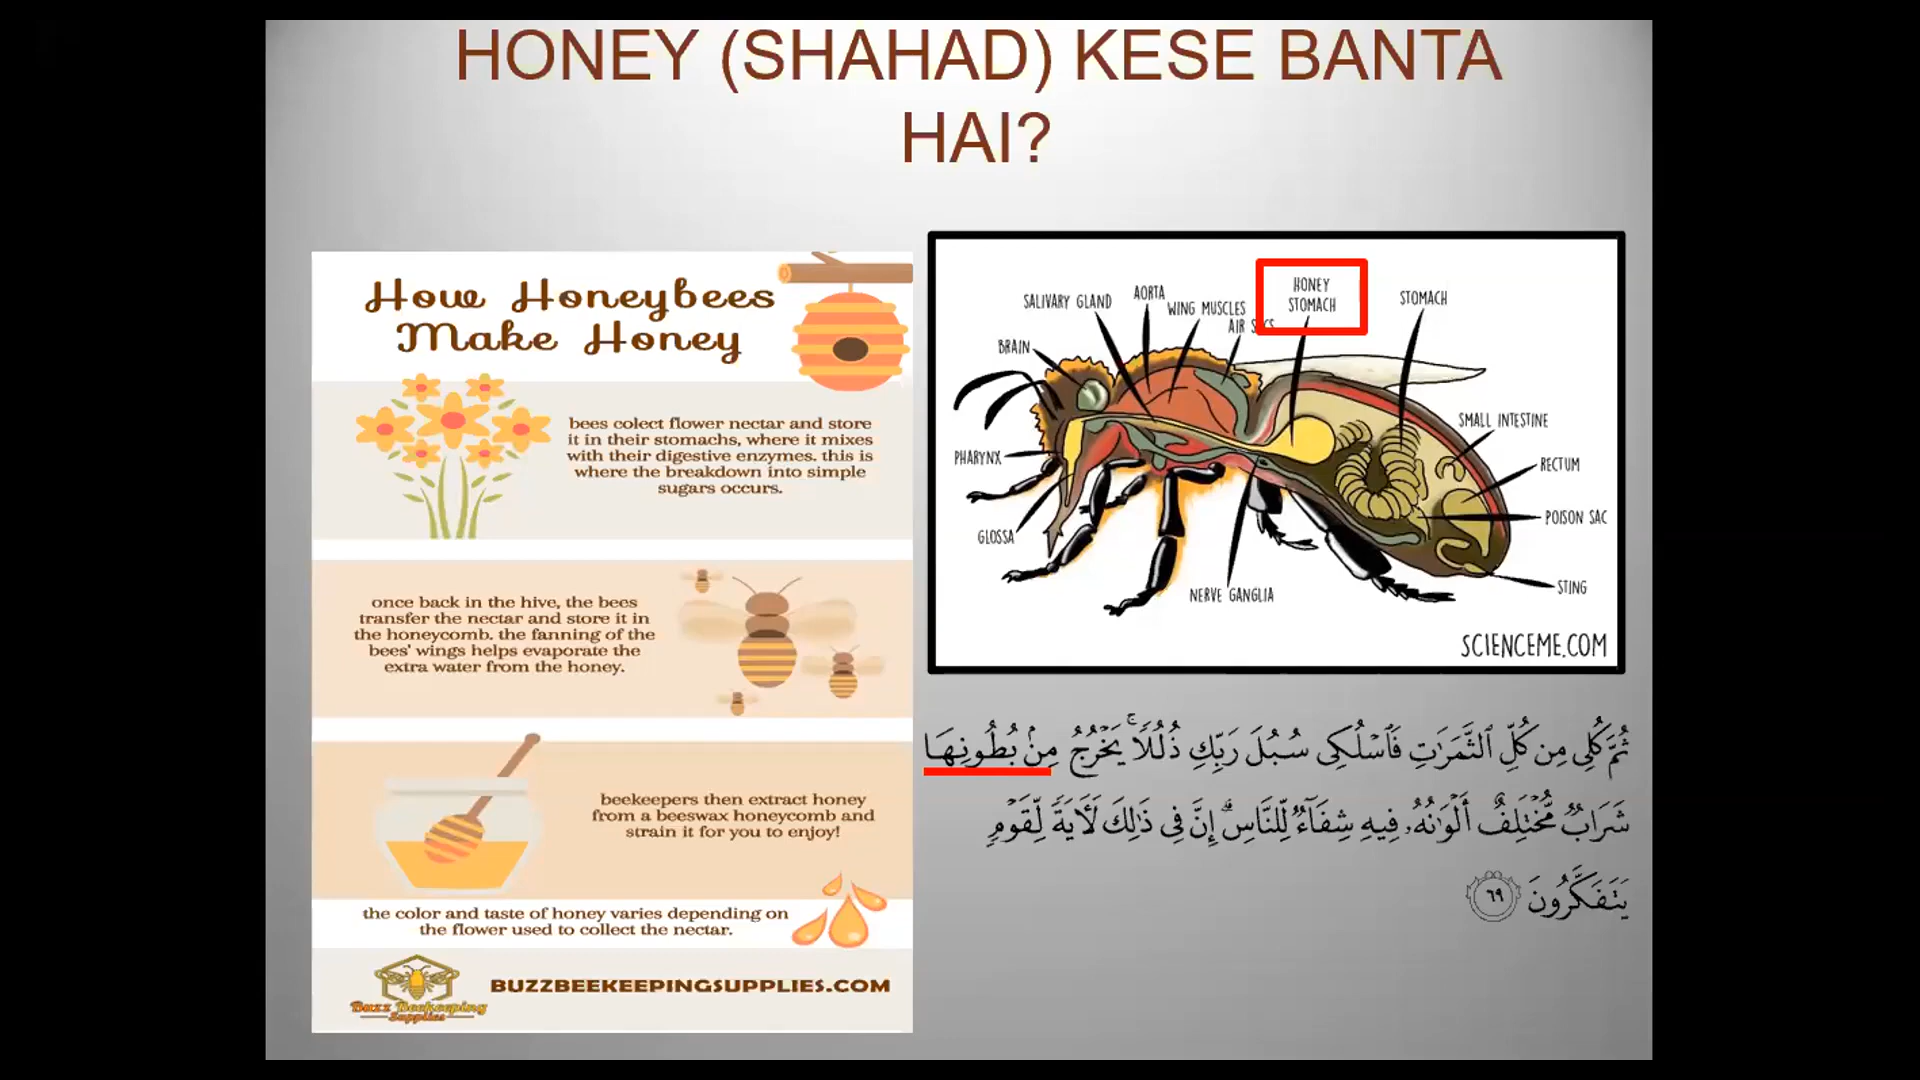 HONEY (SHAHAD) KESE BANTA
HAI?
How Honeybees
Make Honey
bees colect flower nectar and store
it in their stomachs, where it mixes
with their digestive enzymes. this is
where the breakdown into simple
sugars occurs.
once back in the hive, the bees
transfer the nectar and store it in
the honeycomb. the fanning of the
bees' wings helps evaporate the
extra water from the honey.
beekeepers then extract honey
from a beeswax honeycomb and
strain it for you to enjoy!
the color and taste of honey varies depending on
the flower used to collect the nectar.
Buzz Beekeeping
Supplies
BUZZBEEKEEPINGSUPPLIES.COM
HONEY
STOMACH
SALIVARY GLAND
AORTA
WING MUSCLES
STOMACH
AIR SACS
BRAIN
SMALL INTESTINE
PHARYNX
RECTUM
POISON SAC
GLOSSA
STING
NERVE GANGLIA
SCIENCEME.COM
ثُمَّ كُلِى مِن كُلِّ ٱلثَّمَرَٰتِ فَٱسْلُكِى سُبُلَ رَبِّكِ ذُلُلًا ۚ يَخْرُجُ مِنۢ بُطُونِهَا
شَرَابٌ مُّخْتَلِفٌ أَلْوَٰنُهُۥ فِيهِ شِفَآءٌ لِّلنَّاسِ ۗ إِنَّ فِى ذَٰلِكَ لَـَٔايَةً لِّقَوْمٍ
يَتَفَكَّرُونَ ٦٩